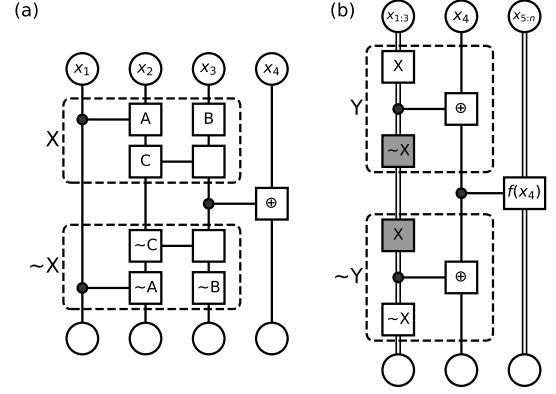 (a)
x₁ x₂ x₃ x₄
X
A B
C
⊕
~X
~C
~A ~B
(b)
x₁:₃ x₄ x₅:ₙ
Y
X
⊕
~X
f(x₄)
~Y
X
⊕
~X